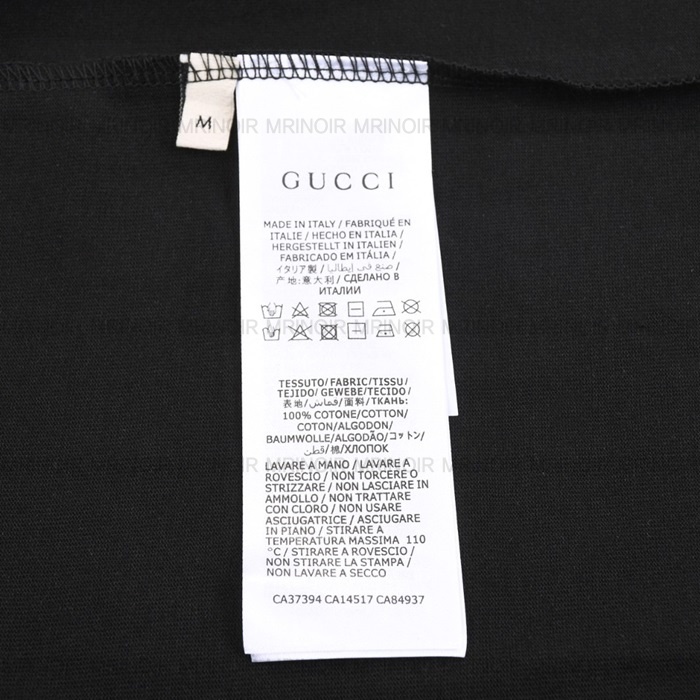 M
MRINOIR MRINOIR MRINOIR MRINOIR MRINOIR
GUCCI
MADE IN ITALY / FABRIQUÉ EN
ITALIE / HECHO EN ITALIA /
HERGESTELLT IN ITALIEN /
FABRICADO EM ITÁLIA /
イタリア製 / صنع في إيطاليا /
产地:意大利 / СДЕЛАНО В
ИТАЛИИ
TESSUTO/ FABRIC/TISSU/
TEJIDO/ GEWEBE/TECIDO/
表地/قماش/面料/ТКАНЬ:
100% COTONE/COTTON/
COTON/ALGODON/
BAUMWOLLE/ALGODÃO/コットン/
قطن/棉/ХЛОПОК
LAVARE A MANO / LAVARE A
ROVESCIO / NON TORCERE O
STRIZZARE / NON LASCIARE IN
AMMOLLO / NON TRATTARE
CON CLORO / NON USARE
ASCIUGATRICE / ASCIUGARE
IN PIANO / STIRARE A
TEMPERATURA MASSIMA 110
°C / STIRARE A ROVESCIO /
NON STIRARE LA STAMPA /
NON LAVARE A SECCO
CA37394 CA14517 CA84937